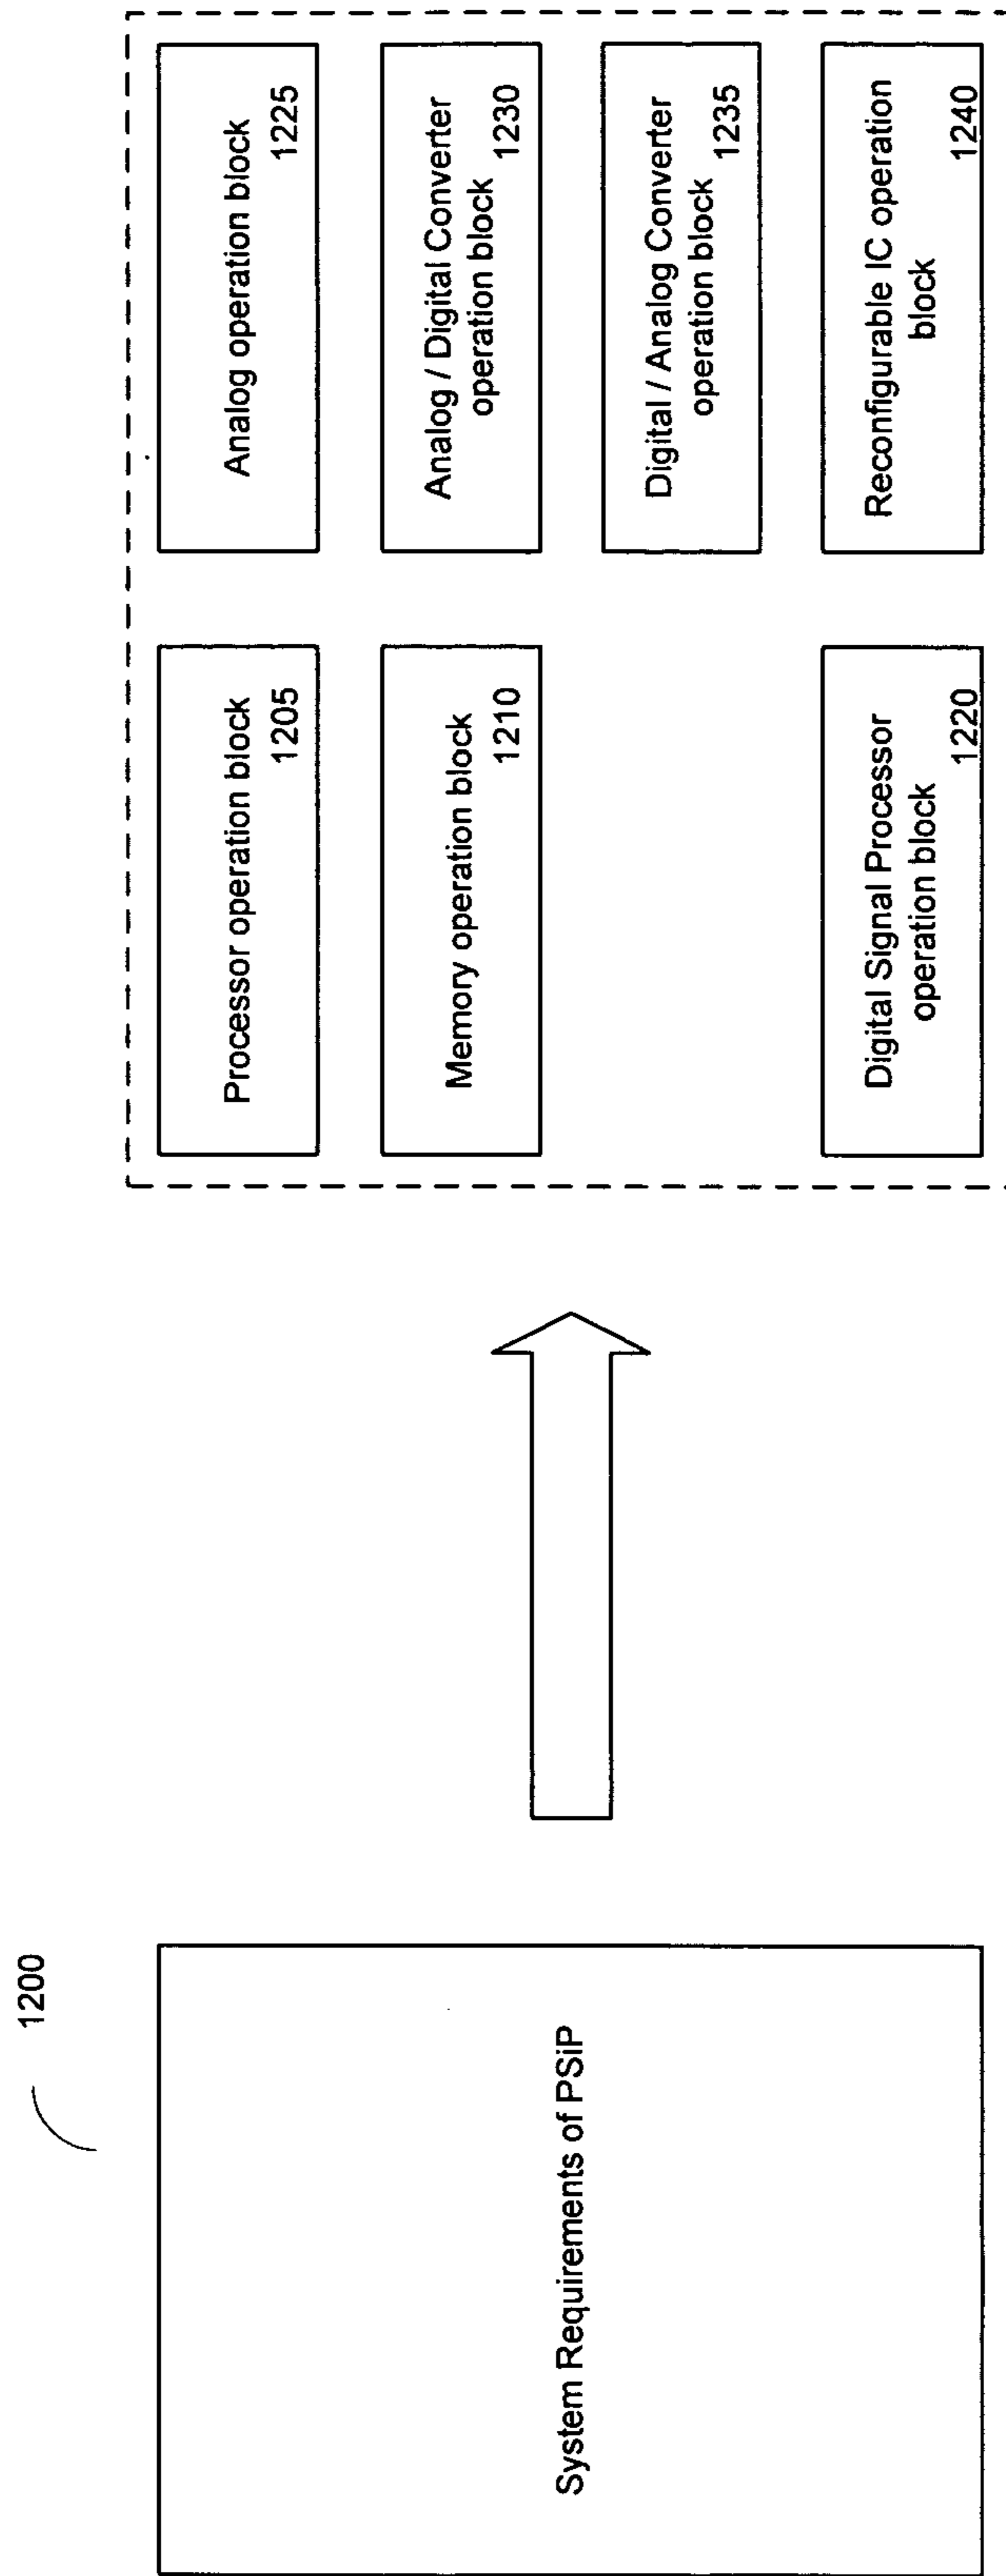 1200
System Requirements of PSiP
Processor operation block
1205
Memory operation block
1210
Digital Signal Processor
operation block
1220
Analog operation block
1225
Analog / Digital Converter
operation block
1230
Digital / Analog Converter
operation block
1235
Reconfigurable IC operation
block
1240